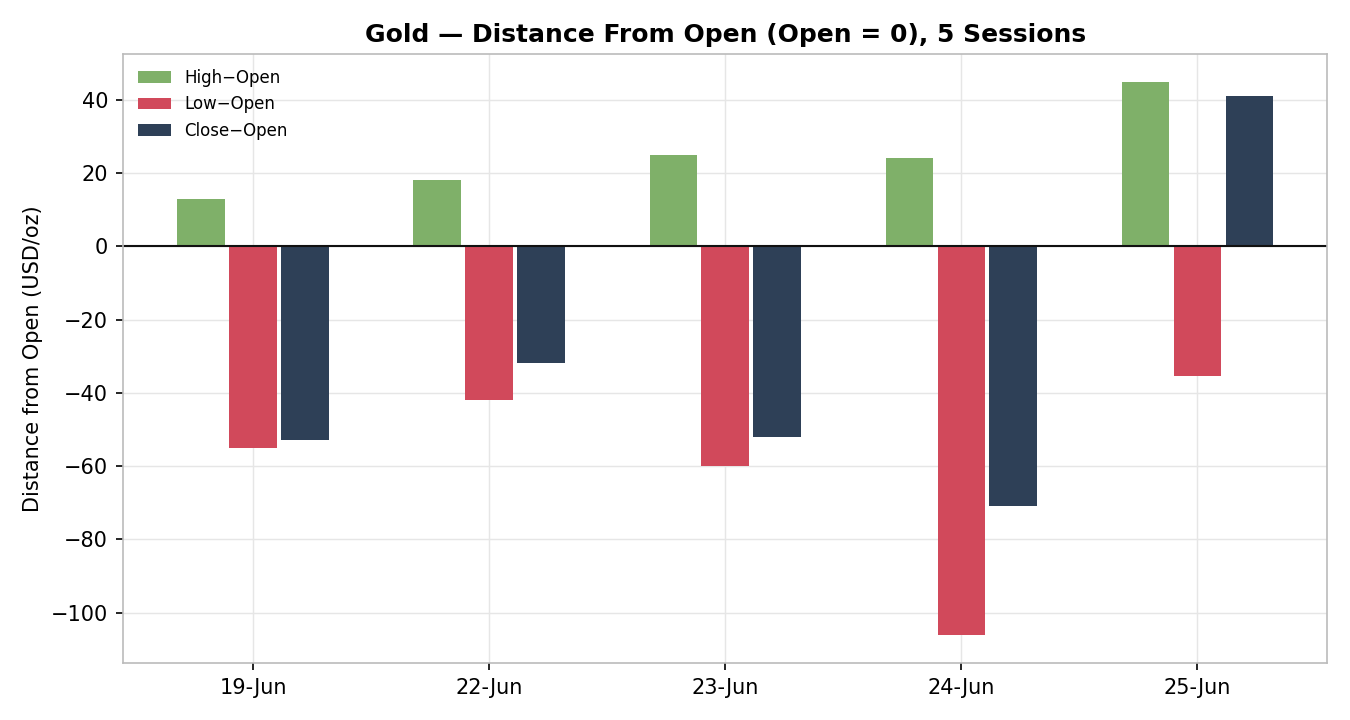 Gold — Distance From Open (Open = 0), 5 Sessions
High−Open
Low−Open
Close−Open
Distance from Open (USD/oz)
40
20
0
−20
−40
−60
−80
−100
19-Jun
22-Jun
23-Jun
24-Jun
25-Jun